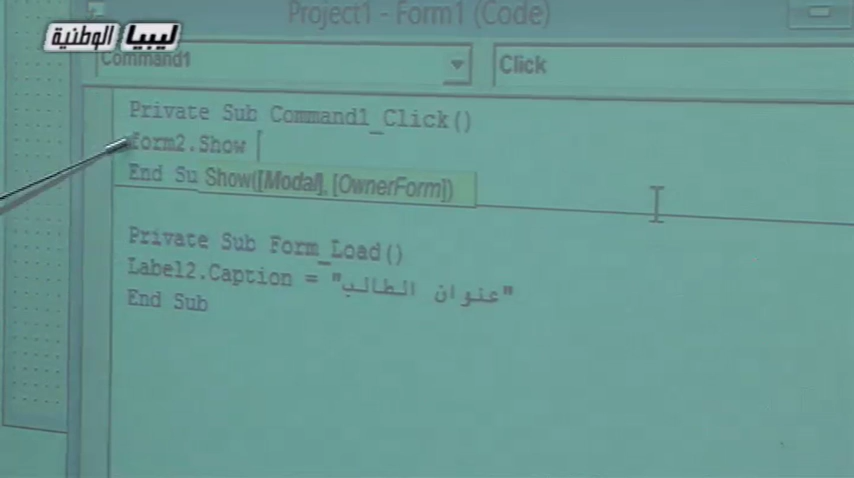 Project1 - Form1 (Code)
ليبيا الوطنية
Command1
Click
Private Sub Command1_Click()
form2.Show
End Su
Show([Modal], [OwnerForm])
Private Sub Form_Load()
Label2.Caption = "عنوان الطالب"
End Sub